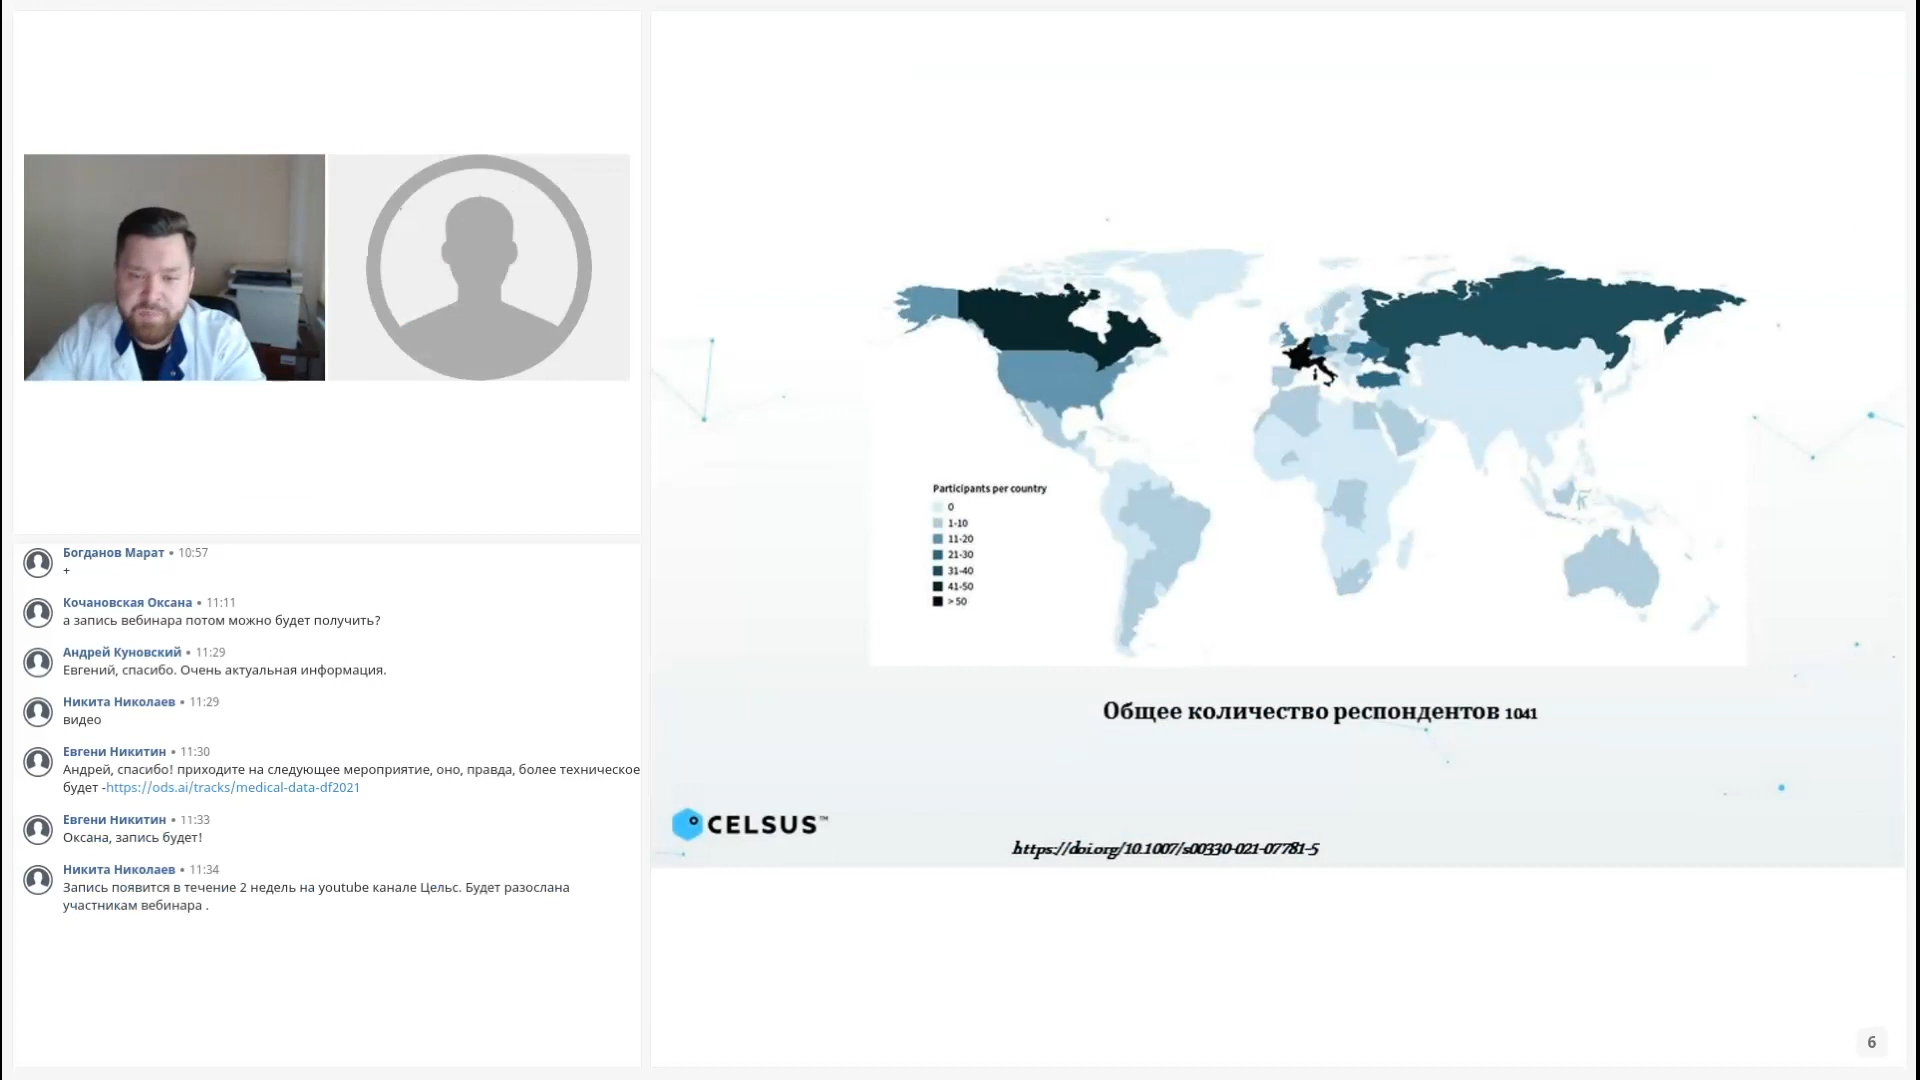 Богданов Марат • 10:57
+
Кочановская Оксана • 11:11
а запись вебинара потом можно будет получить?
Андрей Куновский • 11:29
Евгений, спасибо. Очень актуальная информация.
Никита Николаев • 11:29
видео
Евгени Никитин • 11:30
Андрей, спасибо! приходите на следующее мероприятие, оно, правда, более техническое
будет -https://ods.ai/tracks/medical-data-df2021
Евгени Никитин • 11:33
Оксана, запись будет!
Никита Николаев • 11:34
Запись появится в течение 2 недель на youtube канале Цельс. Будет разослана
участникам вебинара .
Participants per country
0
1-10
11-20
21-30
31-40
41-50
> 50
Общее количество респондентов 1041
CELSUS™
https://doi.org/10.1007/s00330-021-07781-5
6